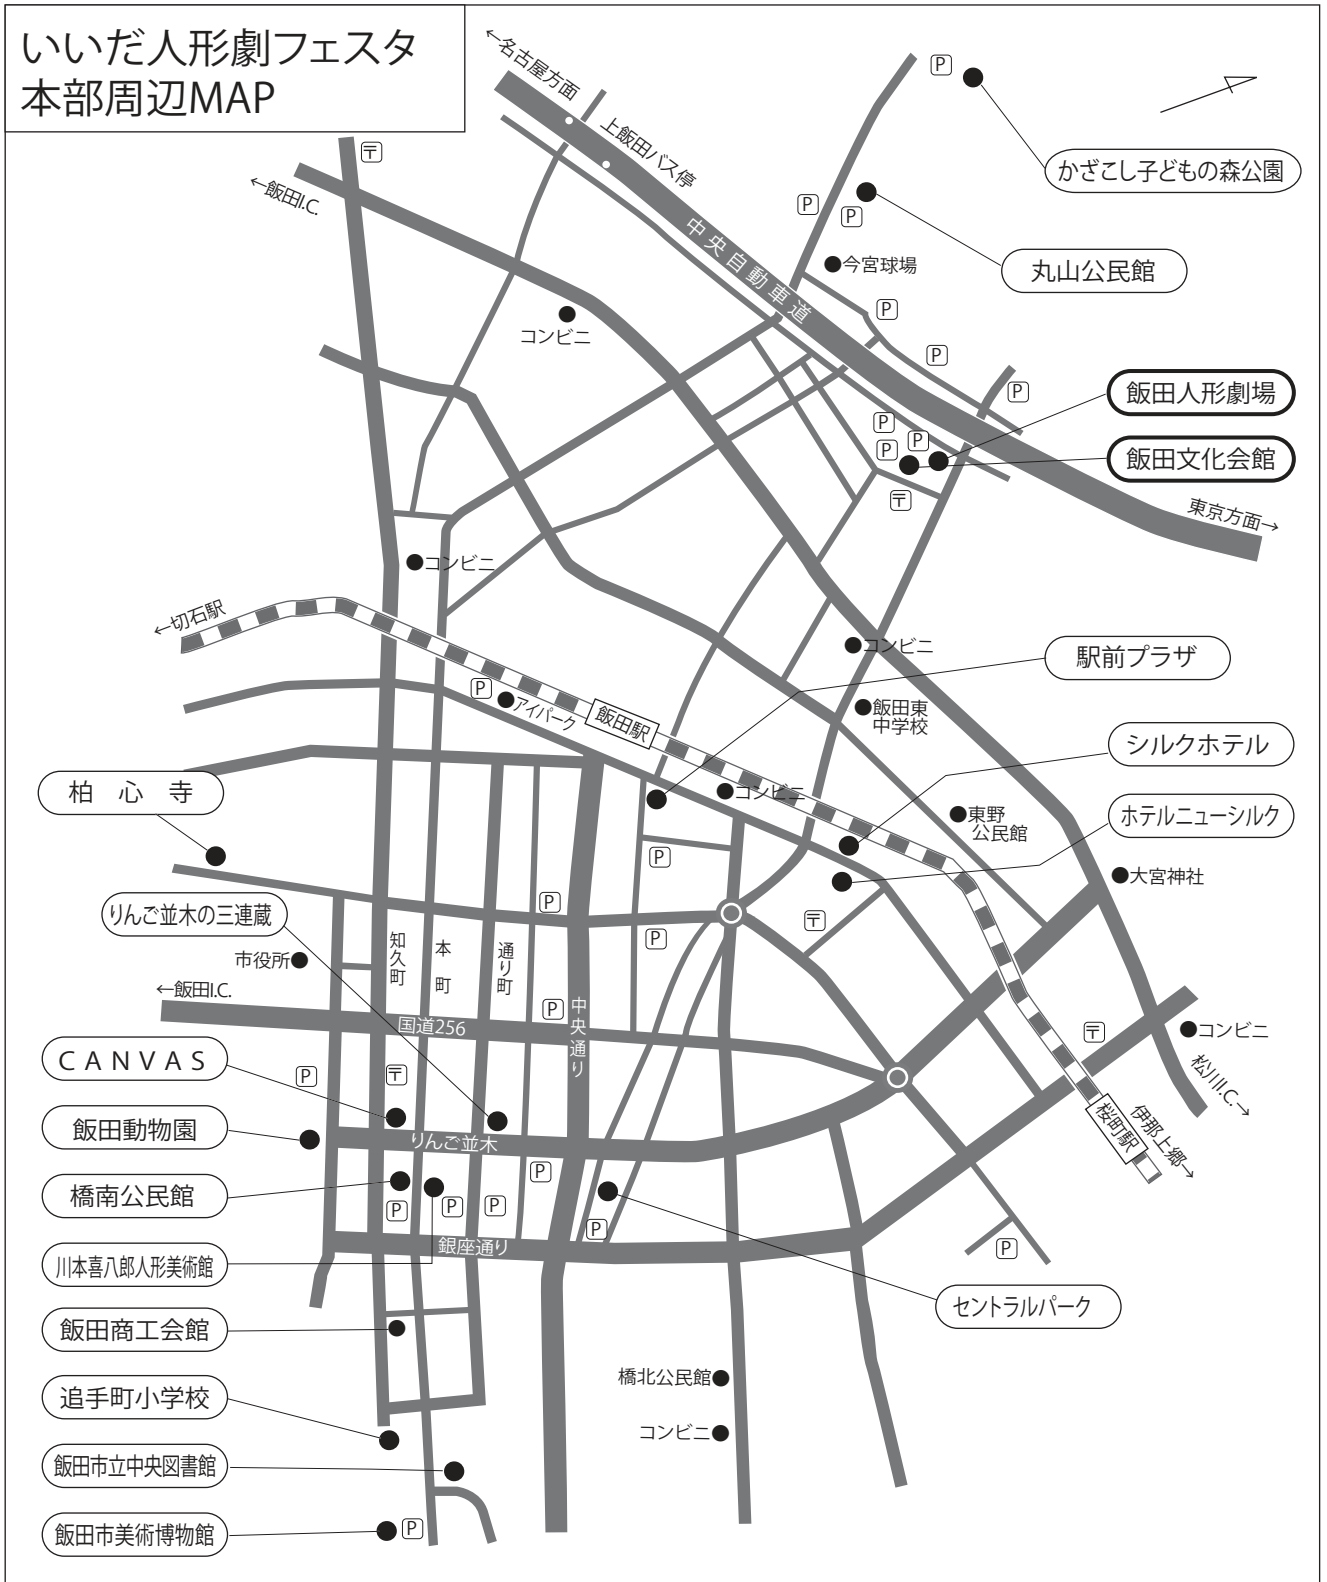 いいだ人形劇フェスタ
本部周辺MAP
←名古屋方面
上飯田バス停
中央自動車道
P
かざこし子どもの森公園
〒
←飯田I.C.
P
P
丸山公民館
今宮球場
コンビニ
P
P
P
飯田人形劇場
P
P
P
飯田文化会館
〒
東京方面→
コンビニ
←切石駅
コンビニ
駅前プラザ
P
アイパーク
飯田駅
飯田東
中学校
シルクホテル
柏心寺
コンビニ
東野
公民館
ホテルニューシルク
P
大宮神社
りんご並木の三連蔵
P
〒
知久町
本町
通り町
P
市役所
←飯田I.C.
P
中央通り
国道256
〒
コンビニ
松川I.C.→
CANVAS
P
〒
桜町駅
伊那上郷→
飯田動物園
りんご並木
P
橋南公民館
P
P
P
P
銀座通り
P
川本喜八郎人形美術館
セントラルパーク
飯田商工会館
橋北公民館
追手町小学校
コンビニ
飯田市立中央図書館
飯田市美術博物館
P